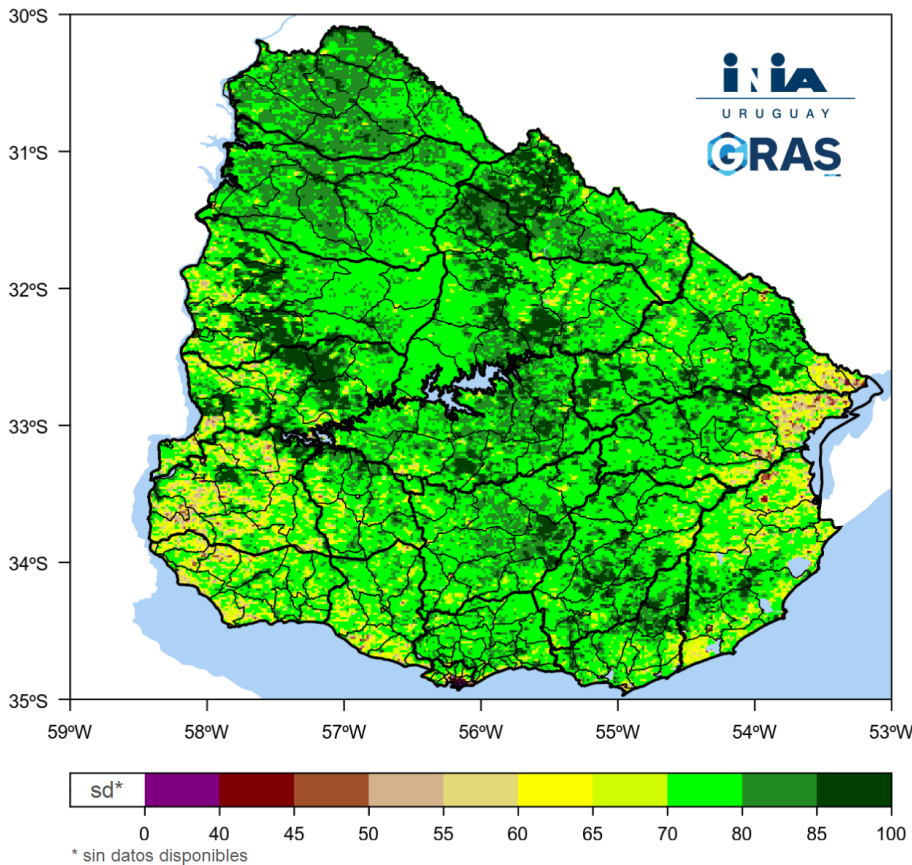 30ºS
31ºS
32ºS
33ºS
34ºS
35ºS
59ºW 58ºW 57ºW 56ºW 55ºW 54ºW 53ºW
iNiA
URUGUAY
GRAS
sd*
0 40 45 50 55 60 65 70 80 85 100
* sin datos disponibles